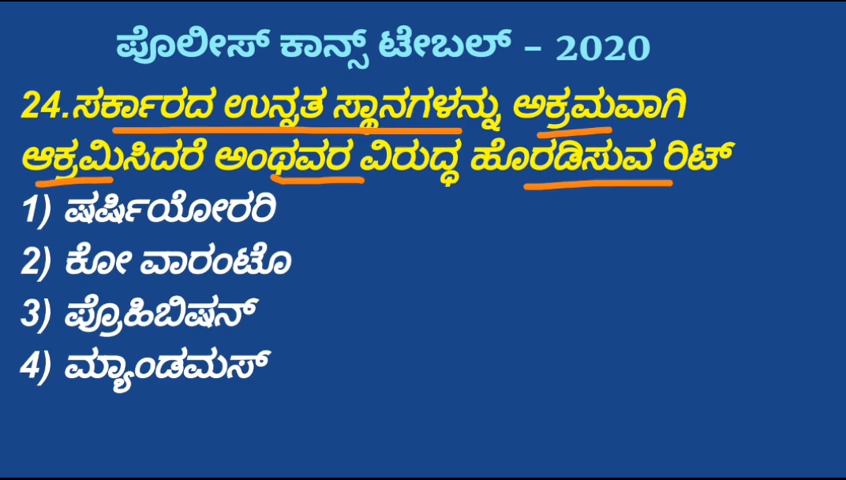 ಪೊಲೀಸ್ ಕಾನ್ಸ್ ಟೇಬಲ್ - 2020
24.ಸರ್ಕಾರದ ಉನ್ನತ ಸ್ಥಾನಗಳನ್ನು ಅಕ್ರಮವಾಗಿ
ಆಕ್ರಮಿಸಿದರೆ ಅಂಥವರ ವಿರುದ್ಧ ಹೊರಡಿಸುವ ರಿಟ್
1) ಷರ್ಷಿಯೋರರಿ
2) ಕೋ ವಾರಂಟೊ
3) ಪ್ರೊಹಿಬಿಷನ್
4) ಮ್ಯಾಂಡಮಸ್